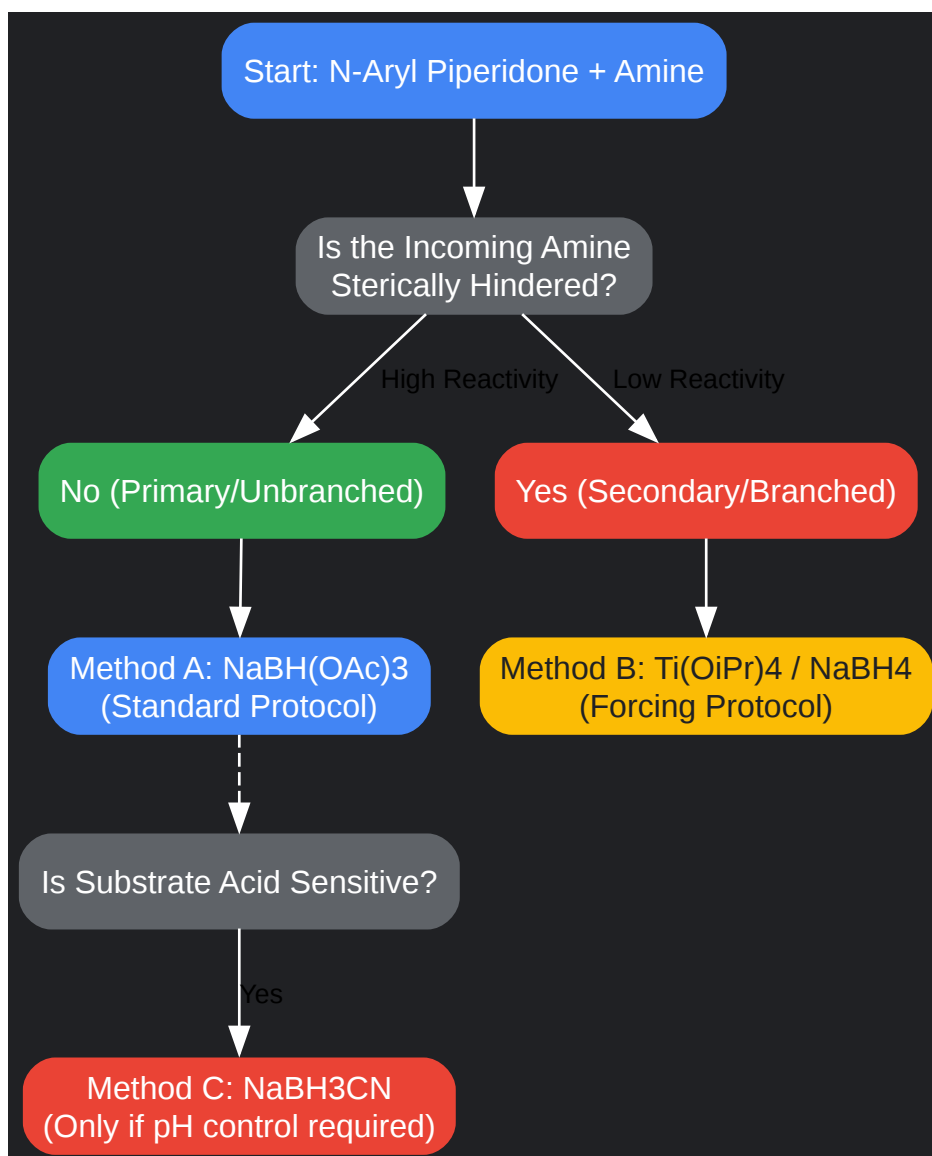 Start: N-Aryl Piperidone + Amine
Is the Incoming Amine
Sterically Hindered?
High Reactivity
Low Reactivity
No (Primary/Unbranched)
Yes (Secondary/Branched)
Method A: NaBH(OAc)3
(Standard Protocol)
Method B: Ti(OiPr)4 / NaBH4
(Forcing Protocol)
Is Substrate Acid Sensitive?
Yes
Method C: NaBH3CN
(Only if pH control required)